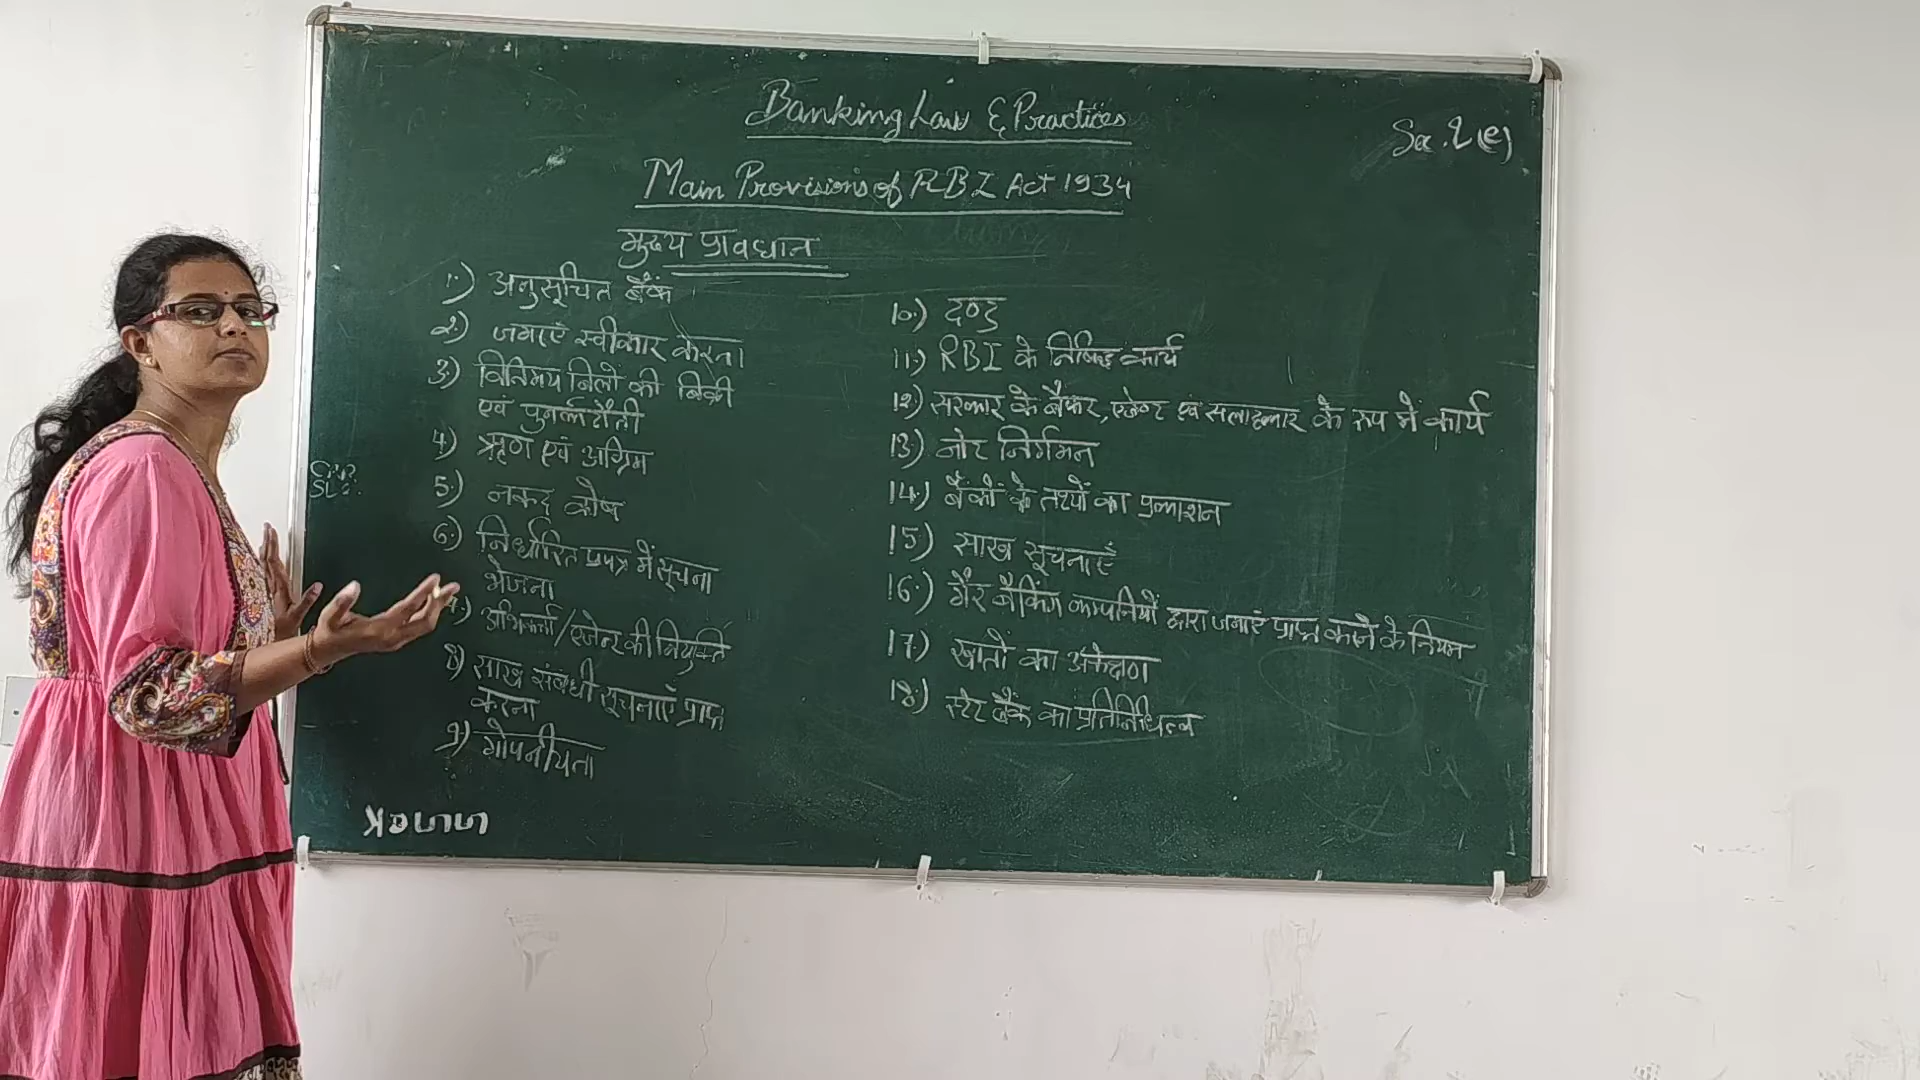 Banking Law & Practices
Sec. 2(e)
Main Provisions of RBI Act 1934
मुख्य प्रावधान
1.) अनुसूचित बैंक
2.) जमाएँ स्वीकार करना
3) विनिमय बिलों की बिक्री
एवं पुनर्कटौती
4) ऋण एवं अग्रिम
5) नकद कोष
6.) निर्धारित प्रपत्र में सूचना
भेजना
7.) अभिकर्ता/एजेन्ट की नियुक्ति
8) साख संबंधी सूचनाएँ प्राप्त
करना
9) गोपनीयता
10.) दण्ड
11.) RBI के निषिद्ध कार्य
12) सरकार के बैंकर, एजेन्ट एवं सलाहकार के रूप में कार्य
13) नोट निर्गमन
14.) बैंकों के तथ्यों का प्रकाशन
15) साख सूचनाएँ
16.) गैर बैंकिंग कम्पनियों द्वारा जमाएं प्राप्त करने के नियम
17.) खातों का अंकेक्षण
18.) स्टेट बैंक का प्रतिनिधित्व